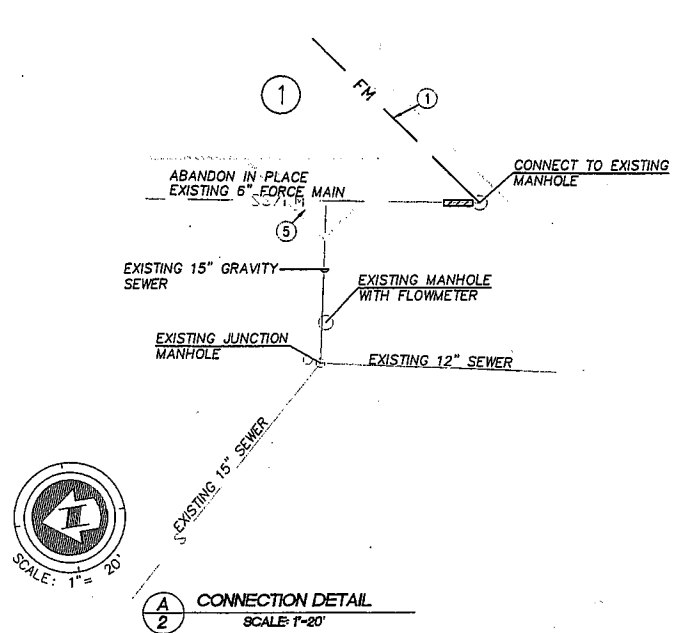 1
FM
1
ABANDON IN PLACE
EXISTING 6" FORCE MAIN
CONNECT TO EXISTING
MANHOLE
5
EXISTING 15" GRAVITY
SEWER
EXISTING MANHOLE
WITH FLOWMETER
EXISTING JUNCTION
MANHOLE
EXISTING 12" SEWER
EXISTING 15" SEWER
SCALE: 1"= 20'
A
2
CONNECTION DETAIL
SCALE: 1"-20'